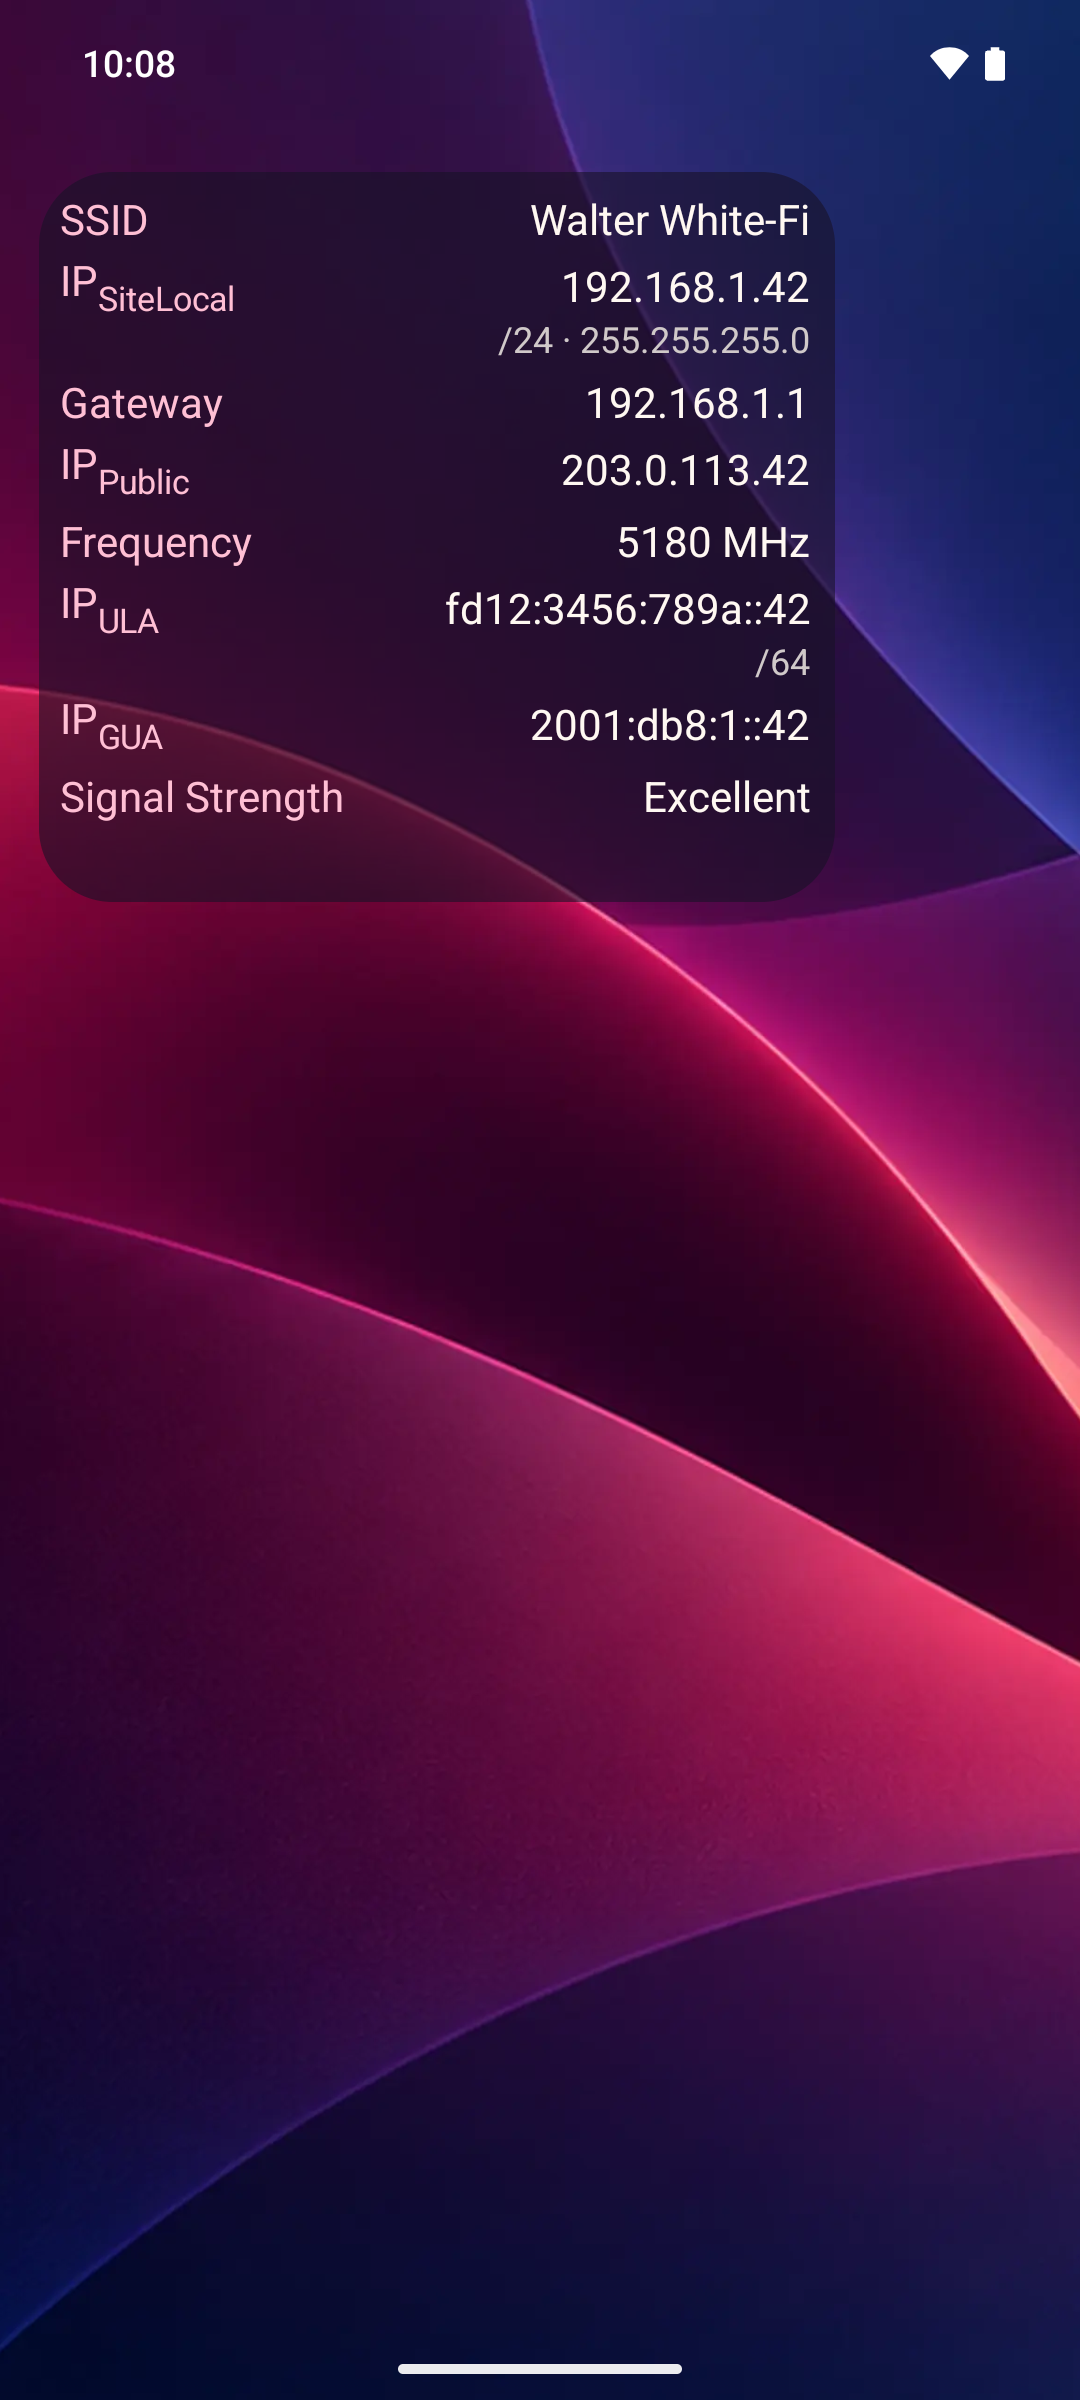 10:08
SSID Walter White-Fi
IPSiteLocal 192.168.1.42
/24 · 255.255.255.0
Gateway 192.168.1.1
IPPublic 203.0.113.42
Frequency 5180 MHz
IPULA fd12:3456:789a::42
/64
IPGUA 2001:db8:1::42
Signal Strength Excellent